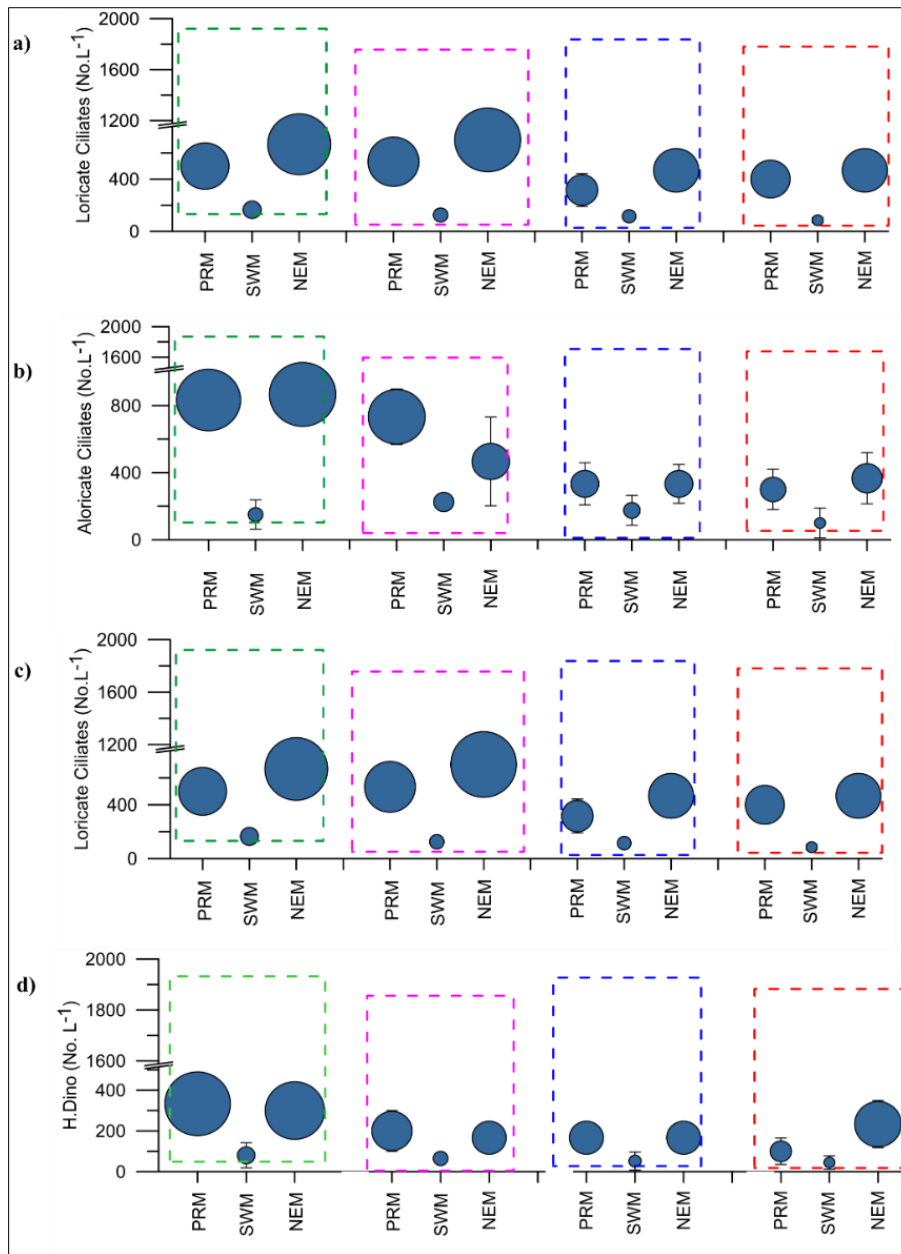 a)
Loricate Ciliates (No.L-1)
2000
1600
1200
400
0
PRM SWM NEM PRM SWM NEM PRM SWM NEM PRM SWM NEM
b)
Aloricate Ciliates (No.L-1)
2000
1600
800
400
0
PRM SWM NEM PRM SWM NEM PRM SWM NEM PRM SWM NEM
c)
Loricate Ciliates (No.L-1)
2000
1600
1200
400
0
PRM SWM NEM PRM SWM NEM PRM SWM NEM PRM SWM NEM
d)
H.Dino (No. L-1)
2000
1800
1600
400
200
0
PRM SWM NEM PRM SWM NEM PRM SWM NEM PRM SWM NEM